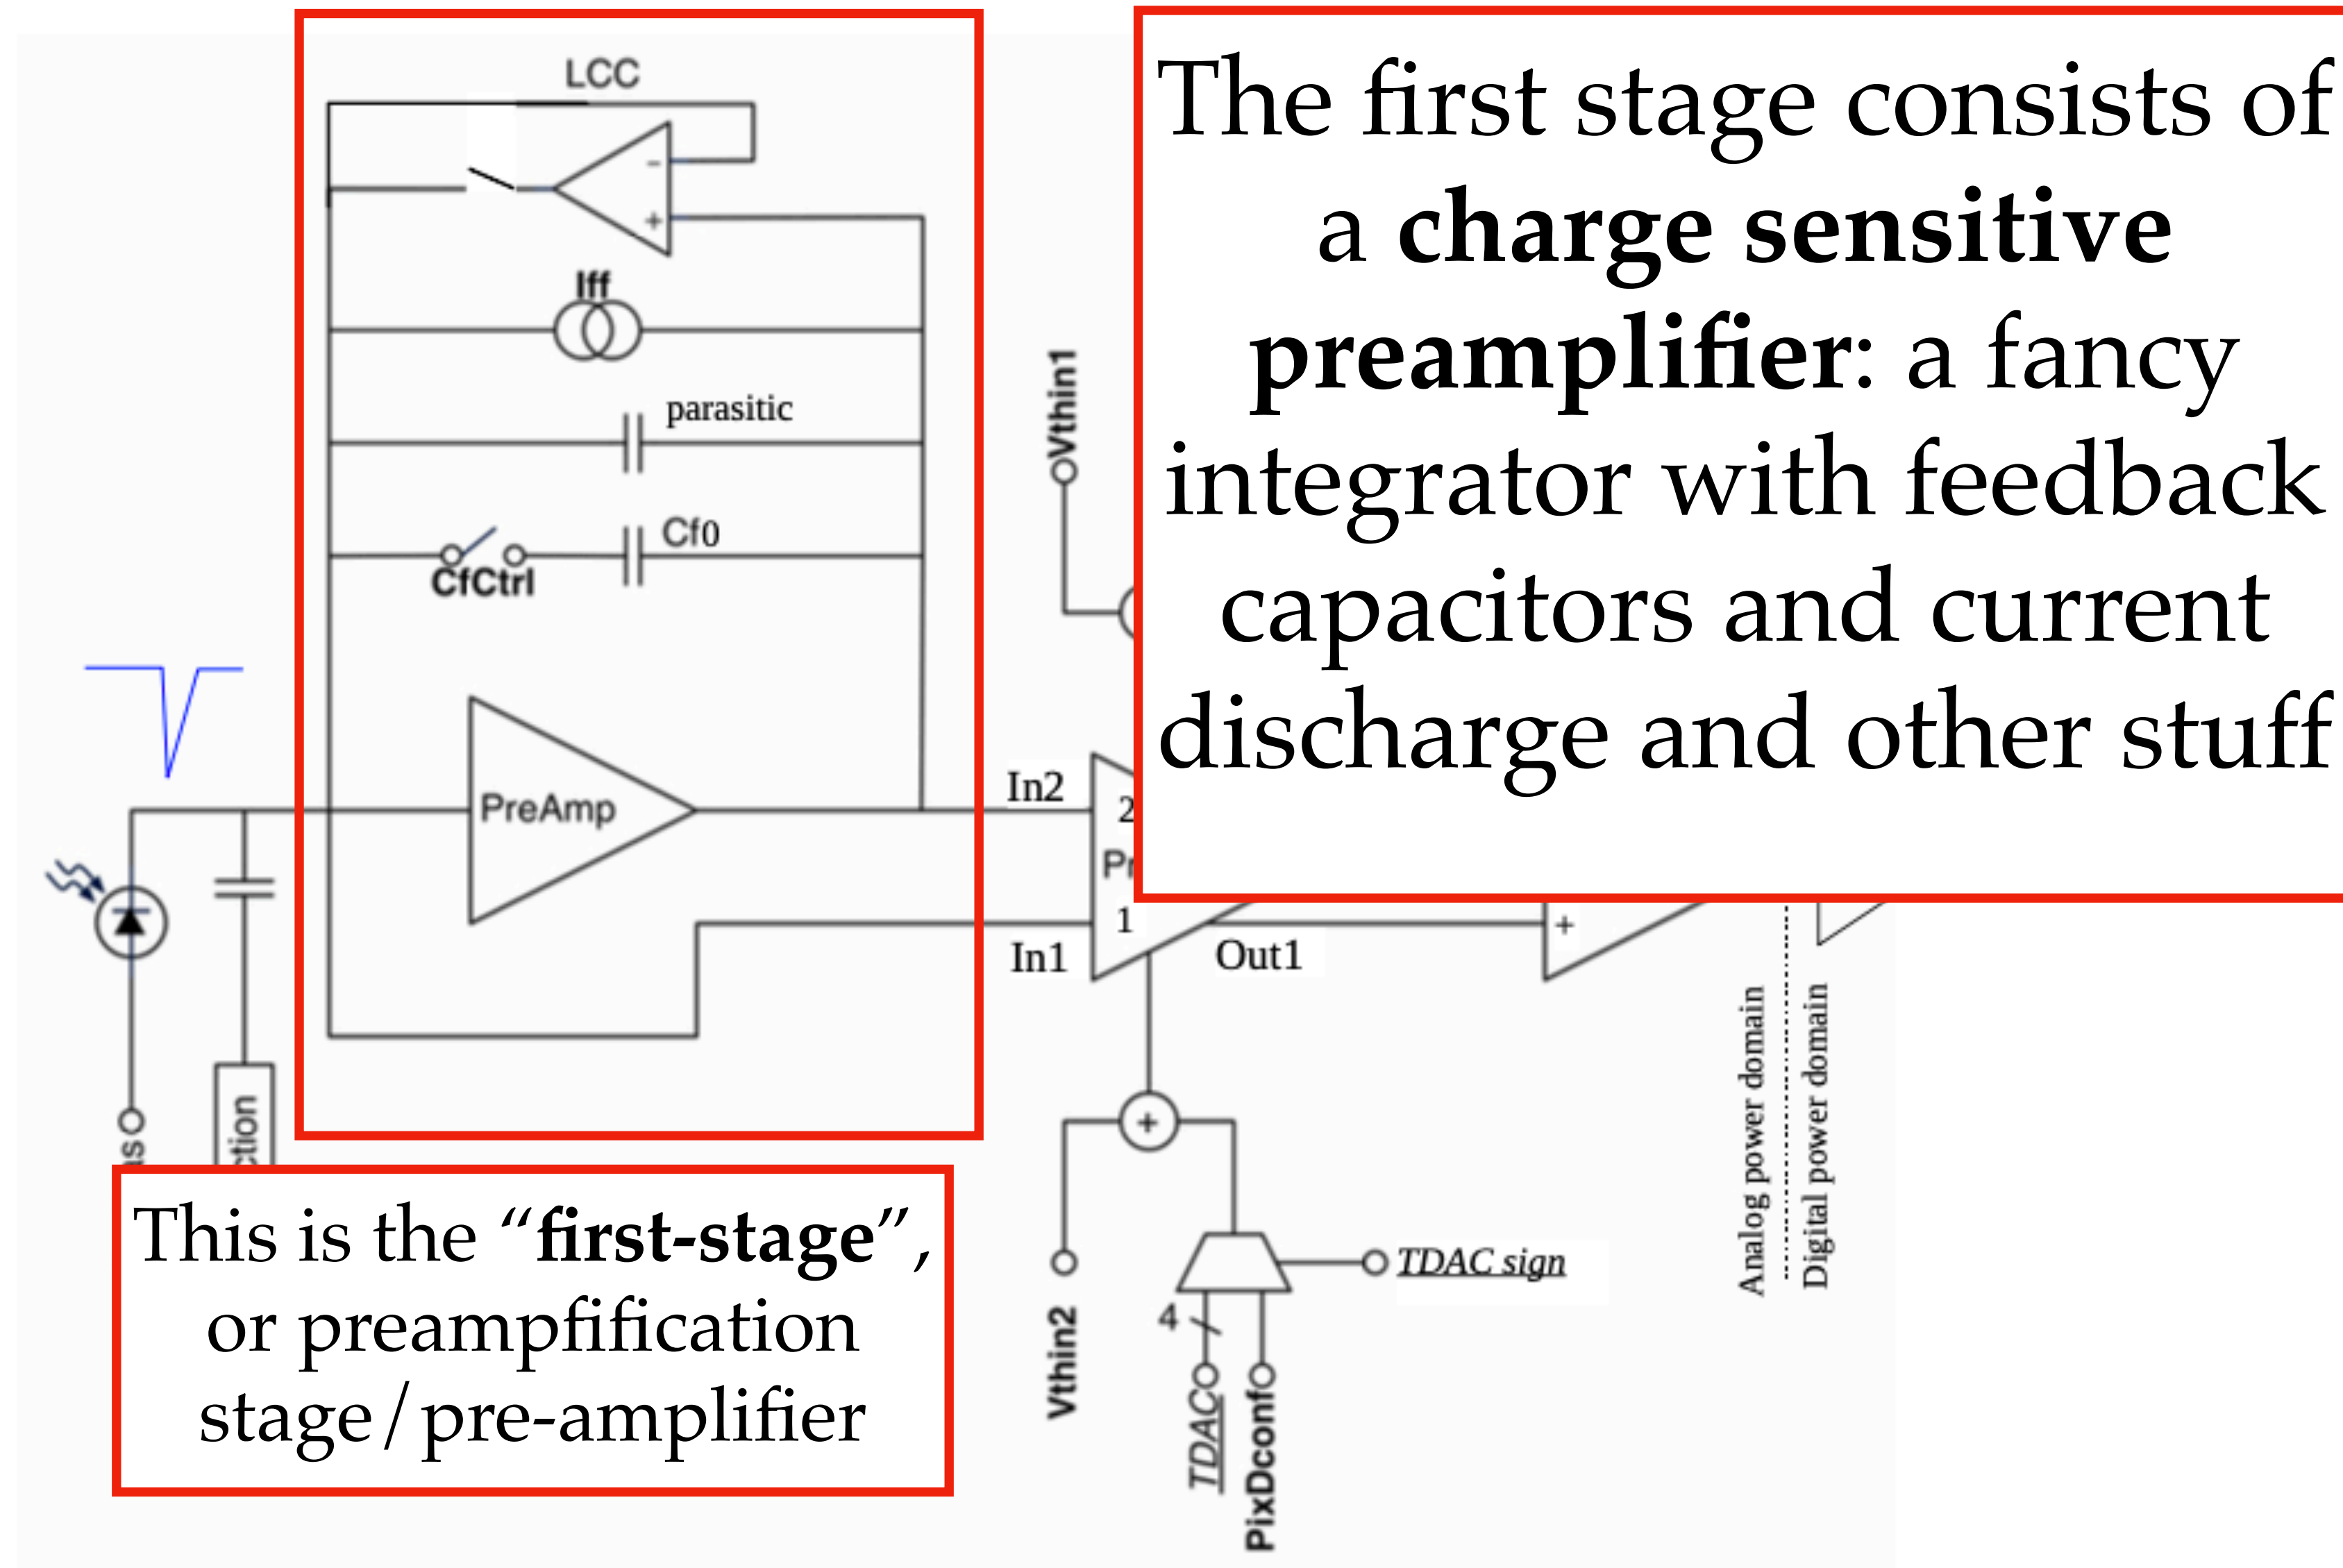 LCC
-
+
Iff
parasitic
Cf0
CfCtrl
PreAmp
In2
In1
2
1
Out1
+
Vthin1
The first stage consists of
a charge sensitive
preamplifier: a fancy
integrator with feedback
capacitors and current
discharge and other stuff
This is the “first-stage”,
or preampfification
stage/pre-amplifier
+
Vthin2
4
TDAC
PixDconf
TDAC sign
Analog power domain
Digital power domain